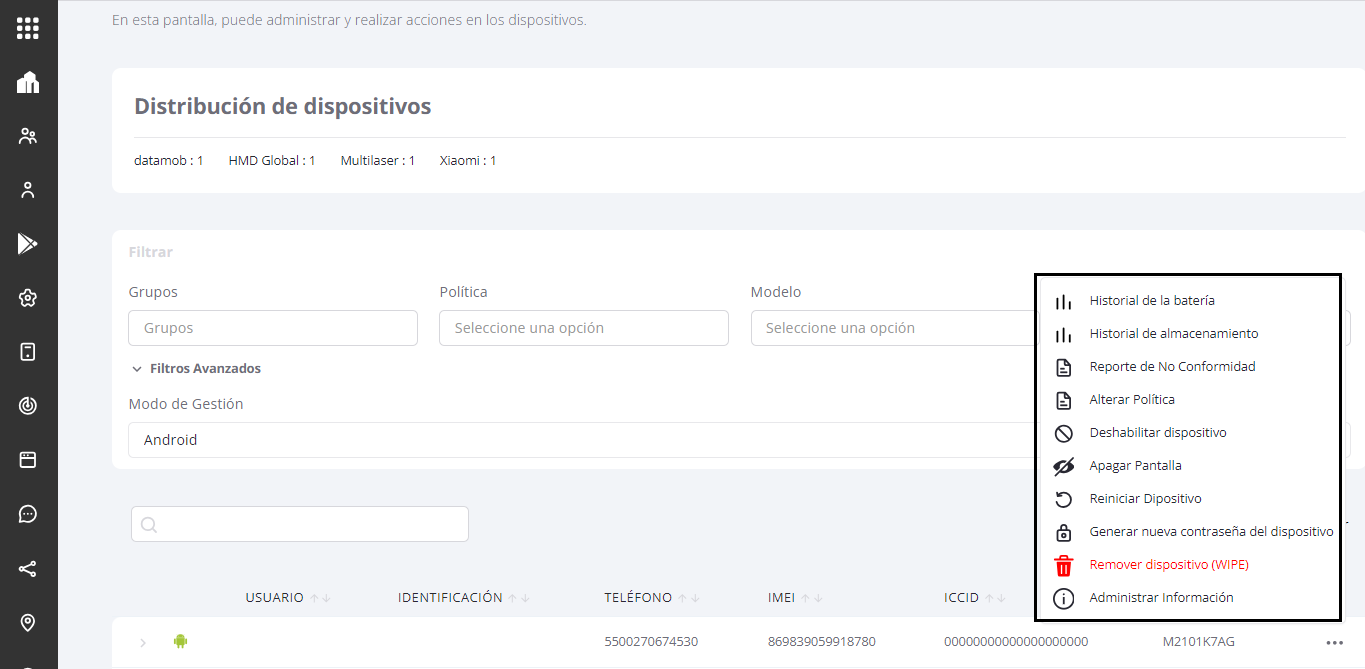 En esta pantalla, puede administrar y realizar acciones en los dispositivos.
Distribución de dispositivos
datamob : 1 HMD Global : 1 Multilaser : 1 Xiaomi : 1
Filtrar
Grupos Política Modelo
Grupos Seleccione una opción Seleccione una opción
Filtros Avanzados
Modo de Gestión
Android
Historial de la batería
Historial de almacenamiento
Reporte de No Conformidad
Alterar Política
Deshabilitar dispositivo
Apagar Pantalla
Reiniciar Dipositivo
Generar nueva contraseña del dispositivo
Remover dispositivo (WIPE)
Administrar Información
USUARIO IDENTIFICACIÓN TELÉFONO IMEI ICCID
5500270674530 869839059918780 00000000000000000000 M2101K7AG